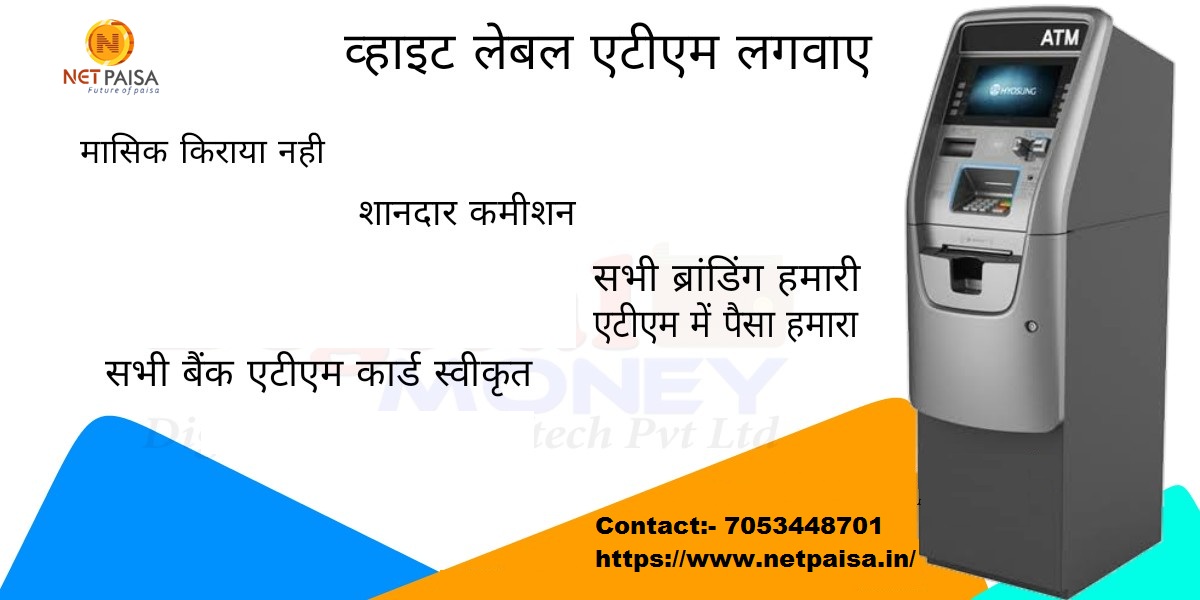 NET PAISA
Future of paisa
व्हाइट लेबल एटीएम लगवाए
ATM
HYOSUNG
मासिक किराया नही
शानदार कमीशन
सभी ब्रांडिंग हमारी
एटीएम में पैसा हमारा
सभी बैंक एटीएम कार्ड स्वीकृत
MONEY
tech Pvt Ltd
Contact:- 7053448701
https://www.netpaisa.in/